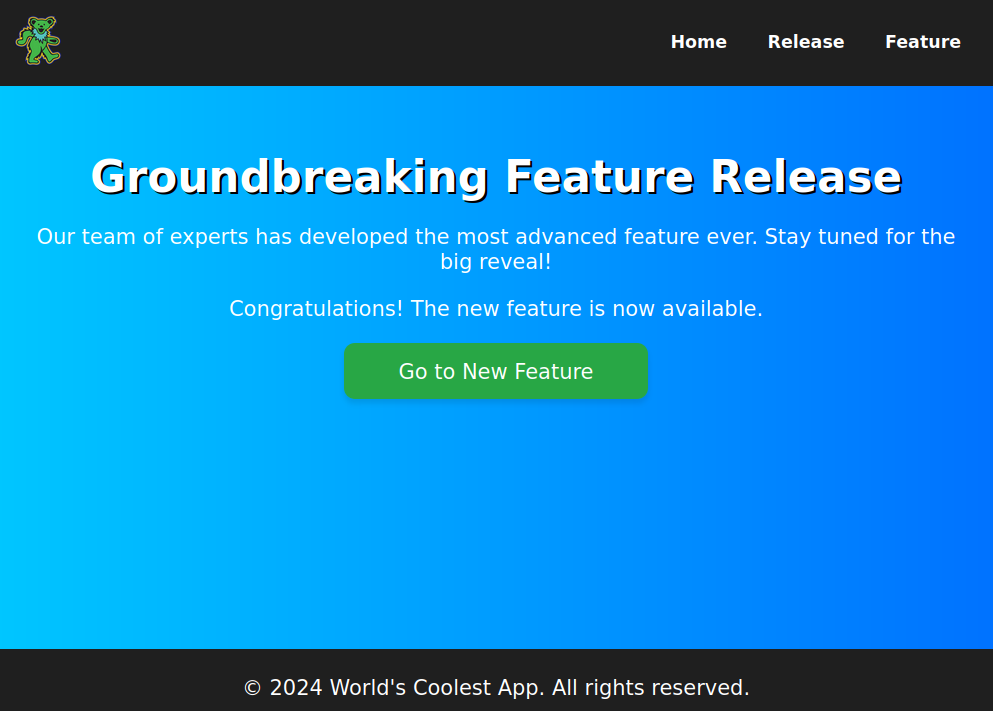 Home Release Feature
Groundbreaking Feature Release
Our team of experts has developed the most advanced feature ever. Stay tuned for the
big reveal!
Congratulations! The new feature is now available.
Go to New Feature
© 2024 World's Coolest App. All rights reserved.